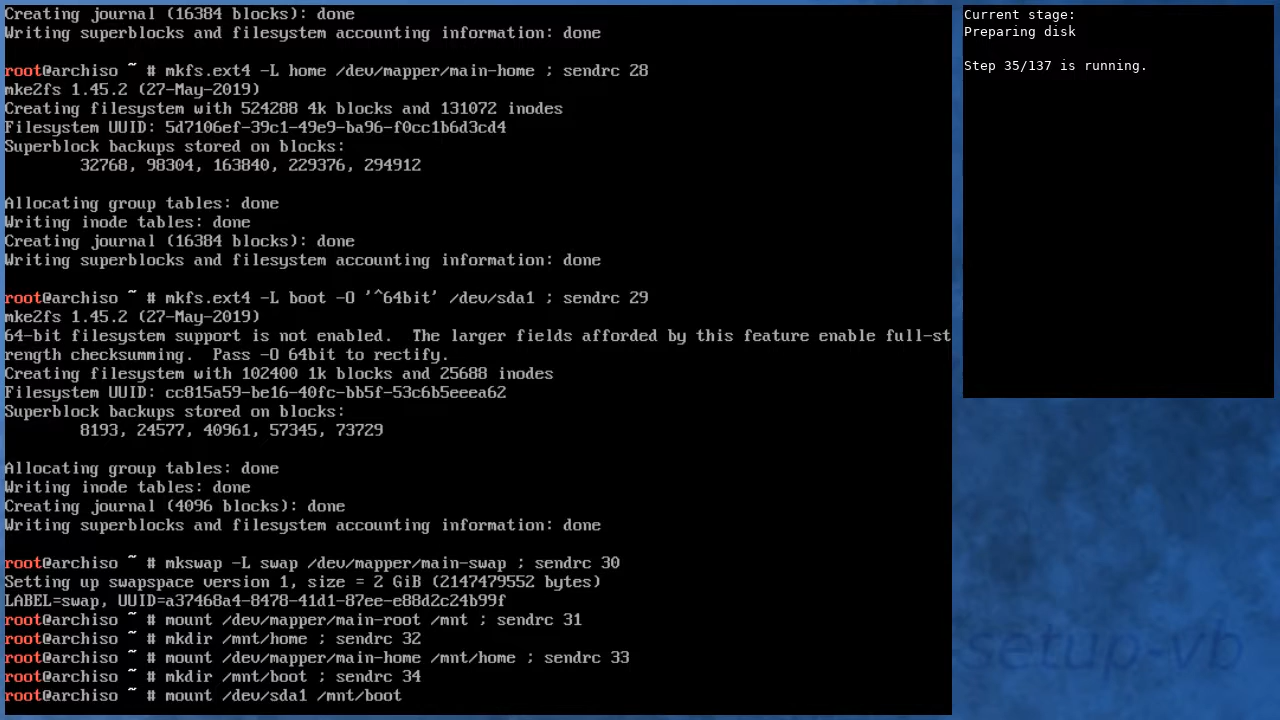 Creating journal (16384 blocks): done
Writing superblocks and filesystem accounting information: done
root@archiso ~ # mkfs.ext4 -L home /dev/mapper/main-home ; sendrc 28
mke2fs 1.45.2 (27-May-2019)
Creating filesystem with 524288 4k blocks and 131072 inodes
Filesystem UUID: 5d7106ef-39c1-49e9-ba96-f0cc1b6d3cd4
Superblock backups stored on blocks:
32768, 98304, 163840, 229376, 294912
Allocating group tables: done
Writing inode tables: done
Creating journal (16384 blocks): done
Writing superblocks and filesystem accounting information: done
root@archiso ~ # mkfs.ext4 -L boot -O '^64bit' /dev/sda1 ; sendrc 29
mke2fs 1.45.2 (27-May-2019)
64-bit filesystem support is not enabled.  The larger fields afforded by this feature enable full-st
rength checksumming.  Pass -O 64bit to rectify.
Creating filesystem with 102400 1k blocks and 25688 inodes
Filesystem UUID: cc815a59-be16-40fc-bb5f-53c6b5eeea62
Superblock backups stored on blocks:
8193, 24577, 40961, 57345, 73729
Allocating group tables: done
Writing inode tables: done
Creating journal (4096 blocks): done
Writing superblocks and filesystem accounting information: done
root@archiso ~ # mkswap -L swap /dev/mapper/main-swap ; sendrc 30
Setting up swapspace version 1, size = 2 GiB (2147479552 bytes)
LABEL=swap, UUID=a37468a4-8478-41d1-87ee-e88d2c24b99f
root@archiso ~ # mount /dev/mapper/main-root /mnt ; sendrc 31
root@archiso ~ # mkdir /mnt/home ; sendrc 32
root@archiso ~ # mount /dev/mapper/main-home /mnt/home ; sendrc 33
root@archiso ~ # mkdir /mnt/boot ; sendrc 34
root@archiso ~ # mount /dev/sda1 /mnt/boot
Current stage:
Preparing disk
Step 35/137 is running.
setup-vb